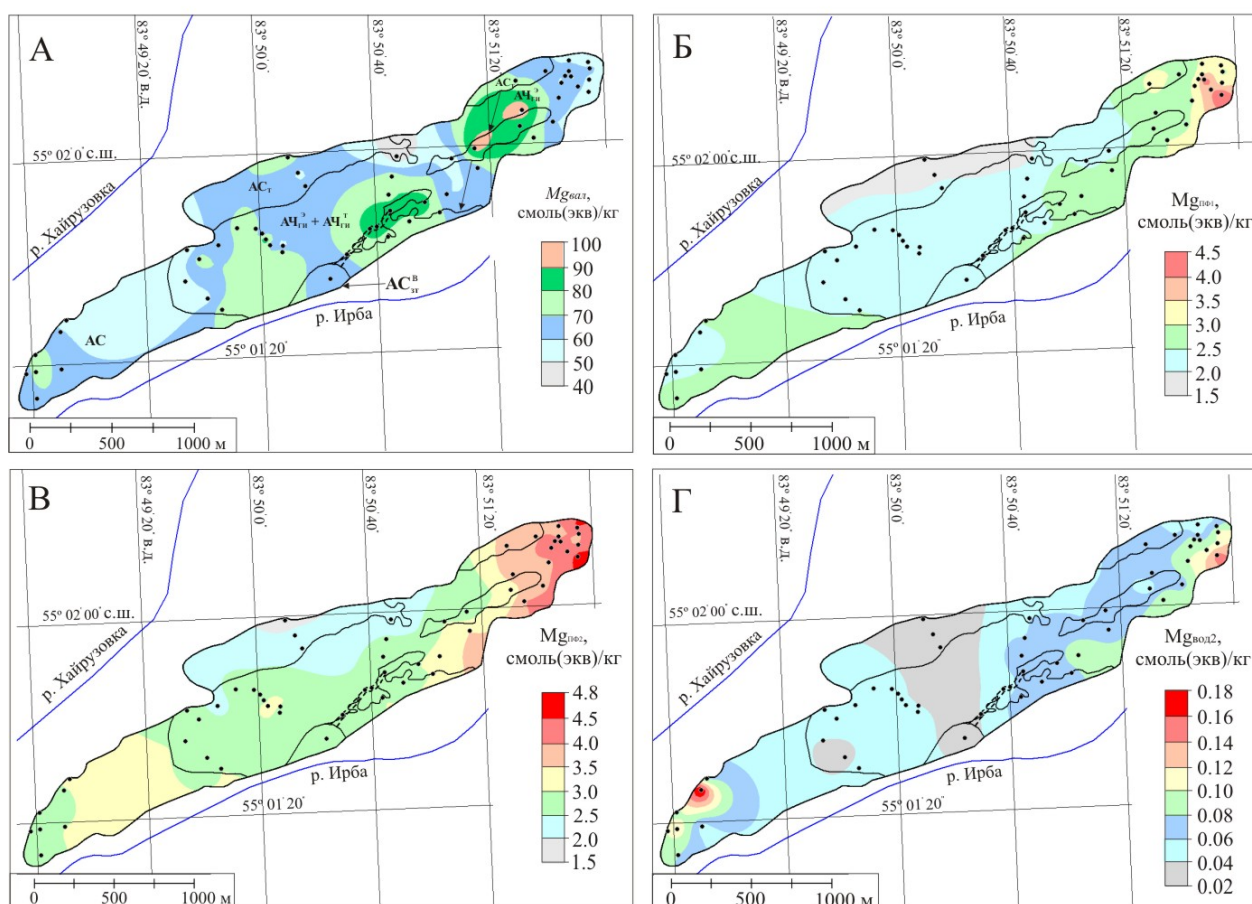 А
83° 49' 20" в.д.
83° 50' 0"
83° 50' 40"
83° 51' 20"
55° 02' 0" с.ш.
55° 01' 20"
р. Хайрузовка
р. Ирба
АС
АСт
АЧгиэ + АЧгит
АЧгиэ
АСзтв
Mgвал,
смоль(экв)/кг
100
90
80
70
60
50
40
0 500 1000 м
Б
83° 49' 20" в.д.
83° 50' 0"
83° 50' 40"
83° 51' 20"
55° 02' 00" с.ш.
55° 01' 20"
р. Хайрузовка
р. Ирба
MgПФ1,
смоль(экв)/кг
4.5
4.0
3.5
3.0
2.5
2.0
1.5
0 500 1000 м
В
83° 49' 20" в.д.
83° 50' 0"
83° 50' 40"
83° 51' 20"
55° 02' 00" с.ш.
55° 01' 20"
р. Хайрузовка
р. Ирба
MgПФ2,
смоль(экв)/кг
4.8
4.5
4.0
3.5
3.0
2.5
2.0
1.5
0 500 1000 м
Г
83° 49' 20" в.д.
83° 50' 0"
83° 50' 40"
83° 51' 20"
55° 02' 00" с.ш.
55° 01' 20"
р. Хайрузовка
р. Ирба
Mgвод2,
смоль(экв)/кг
0.18
0.16
0.14
0.12
0.10
0.08
0.06
0.04
0.02
0 500 1000 м